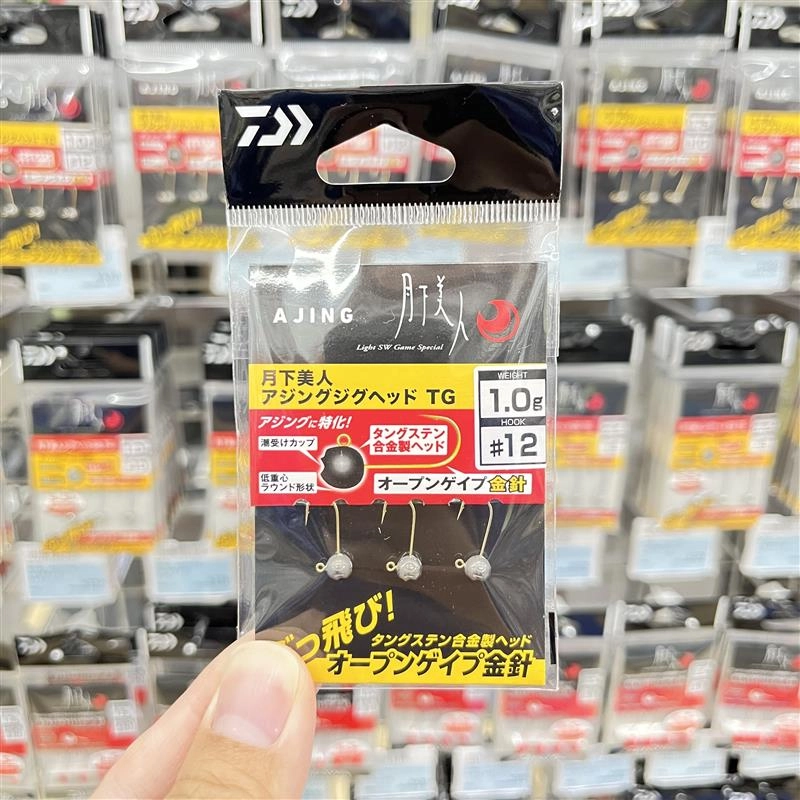 AJING 月下美人
Light SW Game Special
月下美人
アジングジグヘッド TG
WEIGHT
1.0g
HOOK
#12
アジングに特化!
潮受けカップ
タングステン
合金製ヘッド
低重心
ラウンド形状
オープンゲイプ金針
っ飛び!
タングステン合金製ヘッド
オープンゲイプ金針